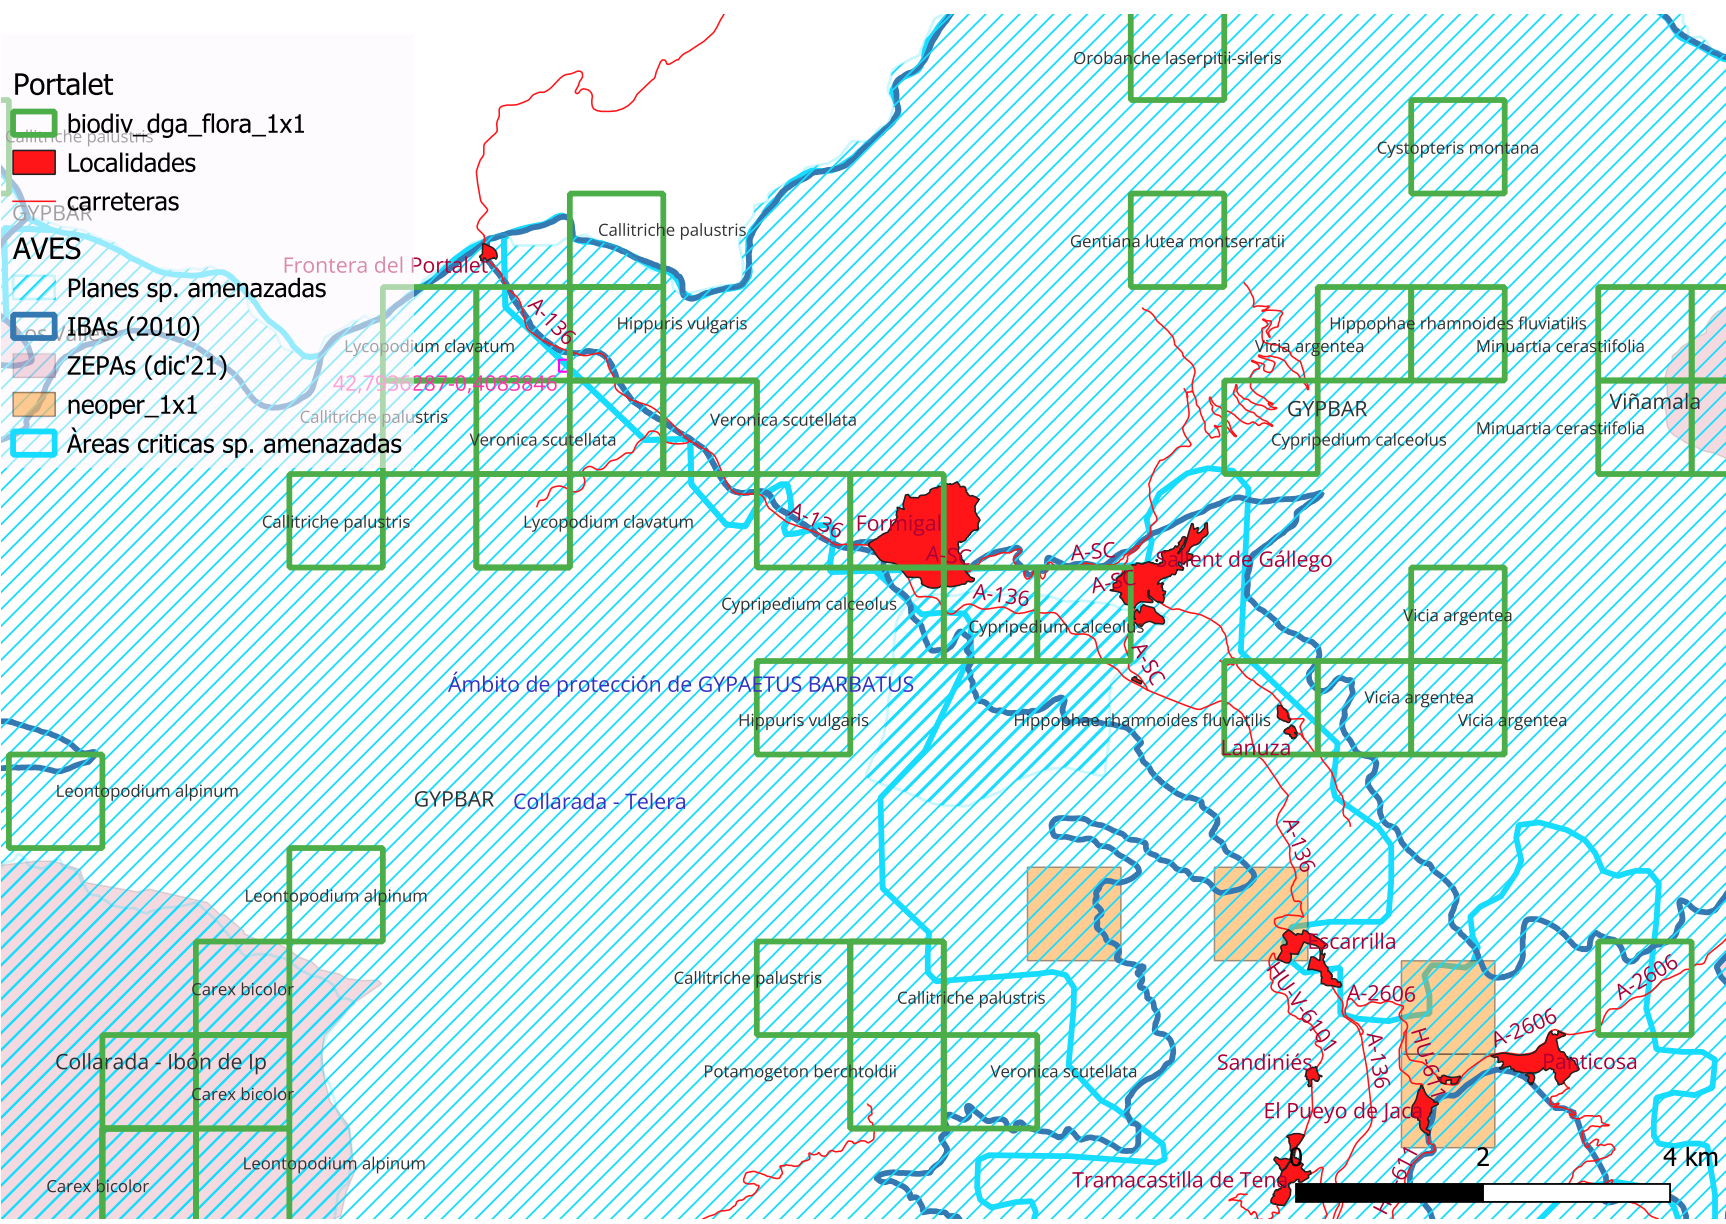 Portalet
biodiv_dga_flora_1x1
Localidades
carreteras
AVES
Planes sp. amenazadas
IBAs (2010)
ZEPAs (dic'21)
neoper_1x1
Àreas criticas sp. amenazadas
Callitriche palustris
GYPBAR
Orobanche laserpitii-sileris
Cystopteris montana
Callitriche palustris
Gentiana lutea montserratii
Frontera del Portalet
A-136
Hippuris vulgaris
Lycopodium clavatum
Hippophae rhamnoides fluviatilis
Vicia argentea
Minuartia cerastiifolia
42,7936287-0,4083846
Callitriche palustris
Veronica scutellata
Veronica scutellata
GYPBAR
Cypripedium calceolus
Viñamala
Minuartia cerastiifolia
Callitriche palustris
Lycopodium clavatum
A-136
Formigal
A-SC
A-SC
Sallent de Gállego
A-SC
A-136
Cypripedium calceolus
Cypripedium calceolus
Vicia argentea
A-SC
Ámbito de protección de GYPAETUS BARBATUS
Hippuris vulgaris
Hippophae rhamnoides fluviatilis
Vicia argentea
Vicia argentea
Lanuza
Leontopodium alpinum
GYPBAR
Collarada - Telera
A-136
Leontopodium alpinum
Escarrilla
Callitriche palustris
Carex bicolor
Callitriche palustris
HU-V-6101
A-2606
A-2606
A-2606
Collarada - Ibón de Ip
Carex bicolor
Potamogeton berchtoldii
Veronica scutellata
Sandiniés
A-136
Panticosa
El Pueyo de Jaca
Leontopodium alpinum
Carex bicolor
Tramacastilla de Tena
0 2 4 km